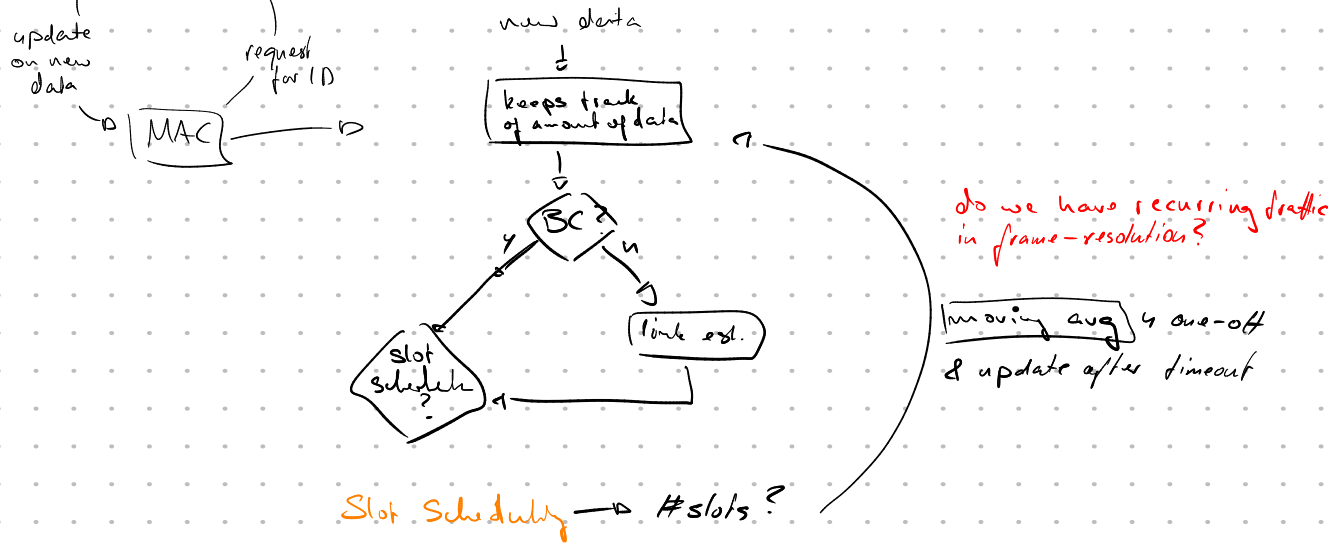 update
on new
data
request
for ID
MAC
new data
keeps track
of amount of data
BC?
y
n
link est.
slot
schedule
?
do we have recurring traffic
in frame-resolution?
moving avg 4 one-off
& update after timeout
Slot Scheduling → #slots?